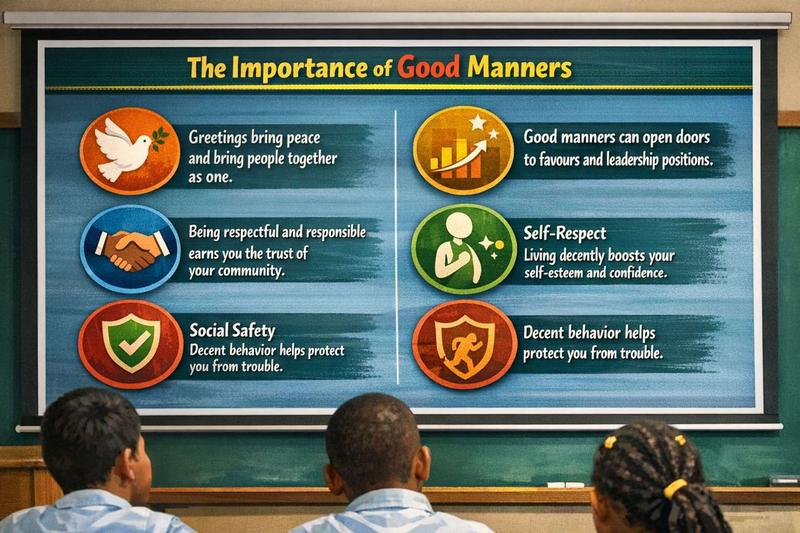 The Importance of Good Manners
Greetings bring peace
and bring people together
as one.
Being respectful and responsible
earns you the trust of
your community.
Social Safety
Decent behavior helps protect
you from trouble.
Good manners can open doors
to favours and leadership positions.
Self-Respect
Living decently boosts your
self-esteem and confidence.
Decent behavior helps
protect you from trouble.